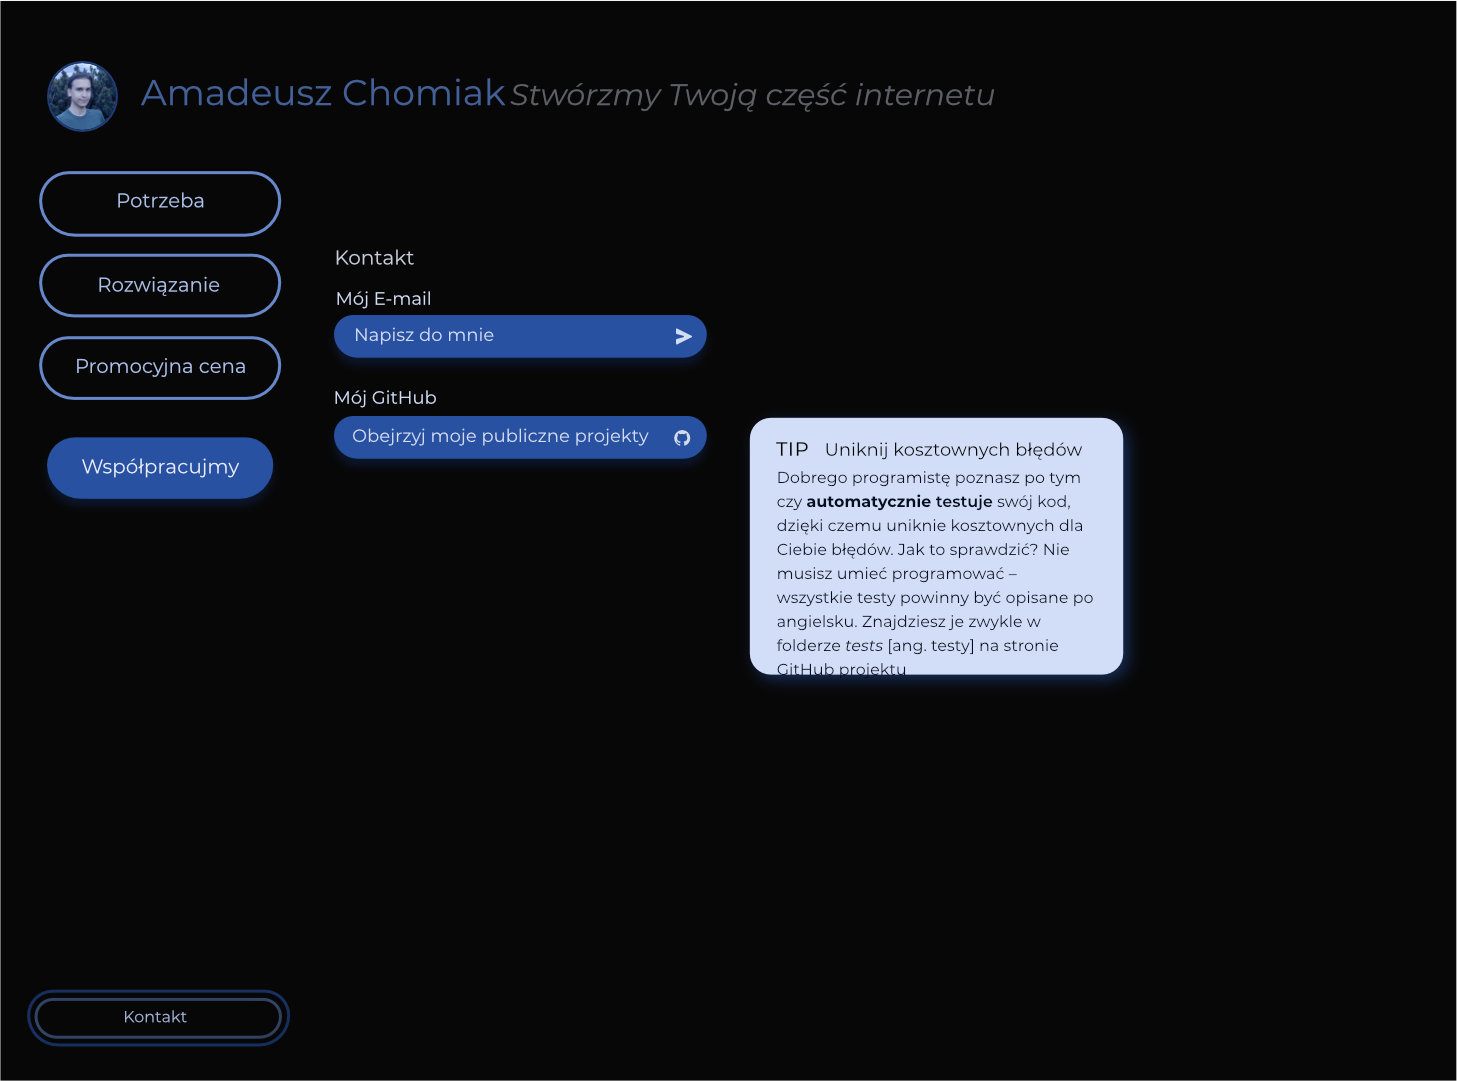 Amadeusz Chomiak Stwórzmy Twoją część internetu
Potrzeba
Rozwiązanie
Promocyjna cena
Współpracujmy
Kontakt
Mój E-mail
Napisz do mnie
Mój GitHub
Obejrzyj moje publiczne projekty
TIP Uniknij kosztownych błędów
Dobrego programistę poznasz po tym
czy automatycznie testuje swój kod,
dzięki czemu uniknie kosztownych dla
Ciebie błędów. Jak to sprawdzić? Nie
musisz umieć programować –
wszystkie testy powinny być opisane po
angielsku. Znajdziesz je zwykle w
folderze tests [ang. testy] na stronie
GitHub projektu
Kontakt